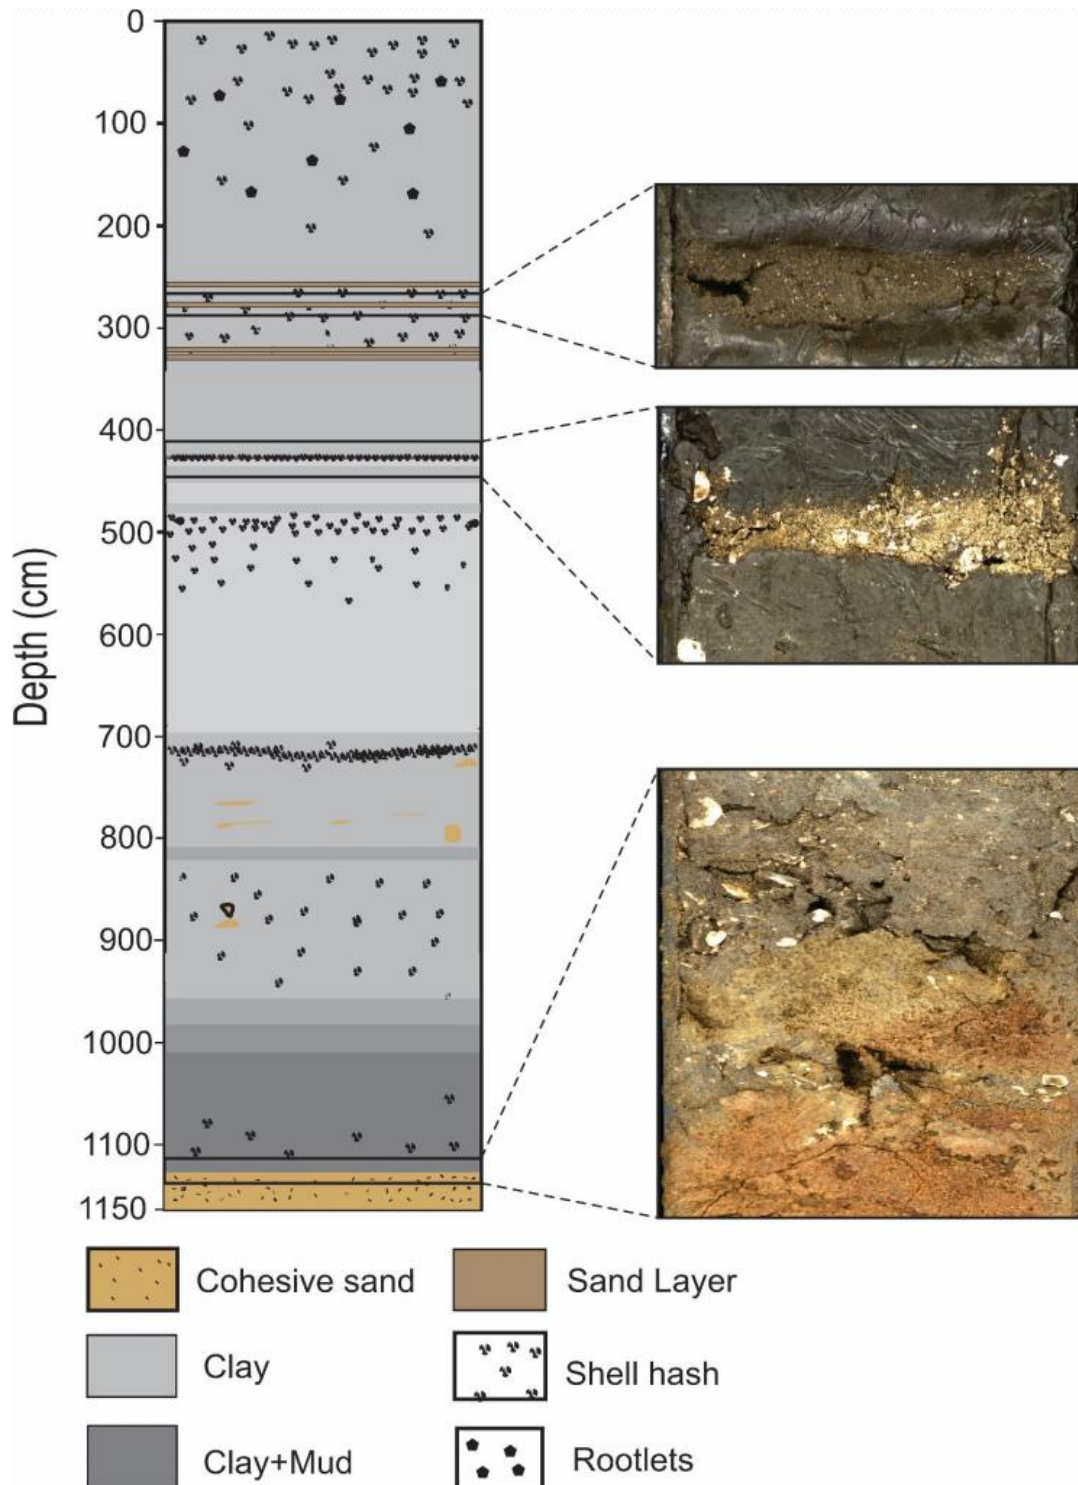 Depth (cm)
0
100
200
300
400
500
600
700
800
900
1000
1100
1150
Cohesive sand
Sand Layer
Clay
Shell hash
Clay+Mud
Rootlets